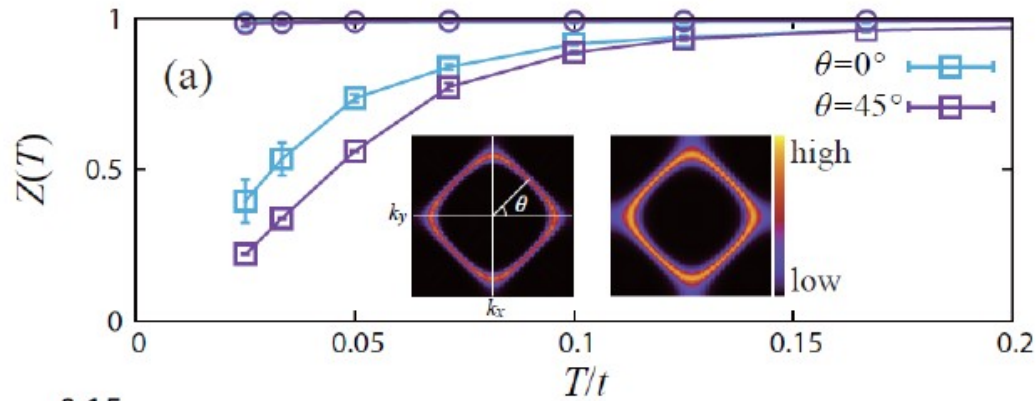 1
(a)
θ=0°
θ=45°
Z(T)
0.5
high
low
θ
k_y
k_x
0
0 0.05 0.1 0.15 0.2
T/t